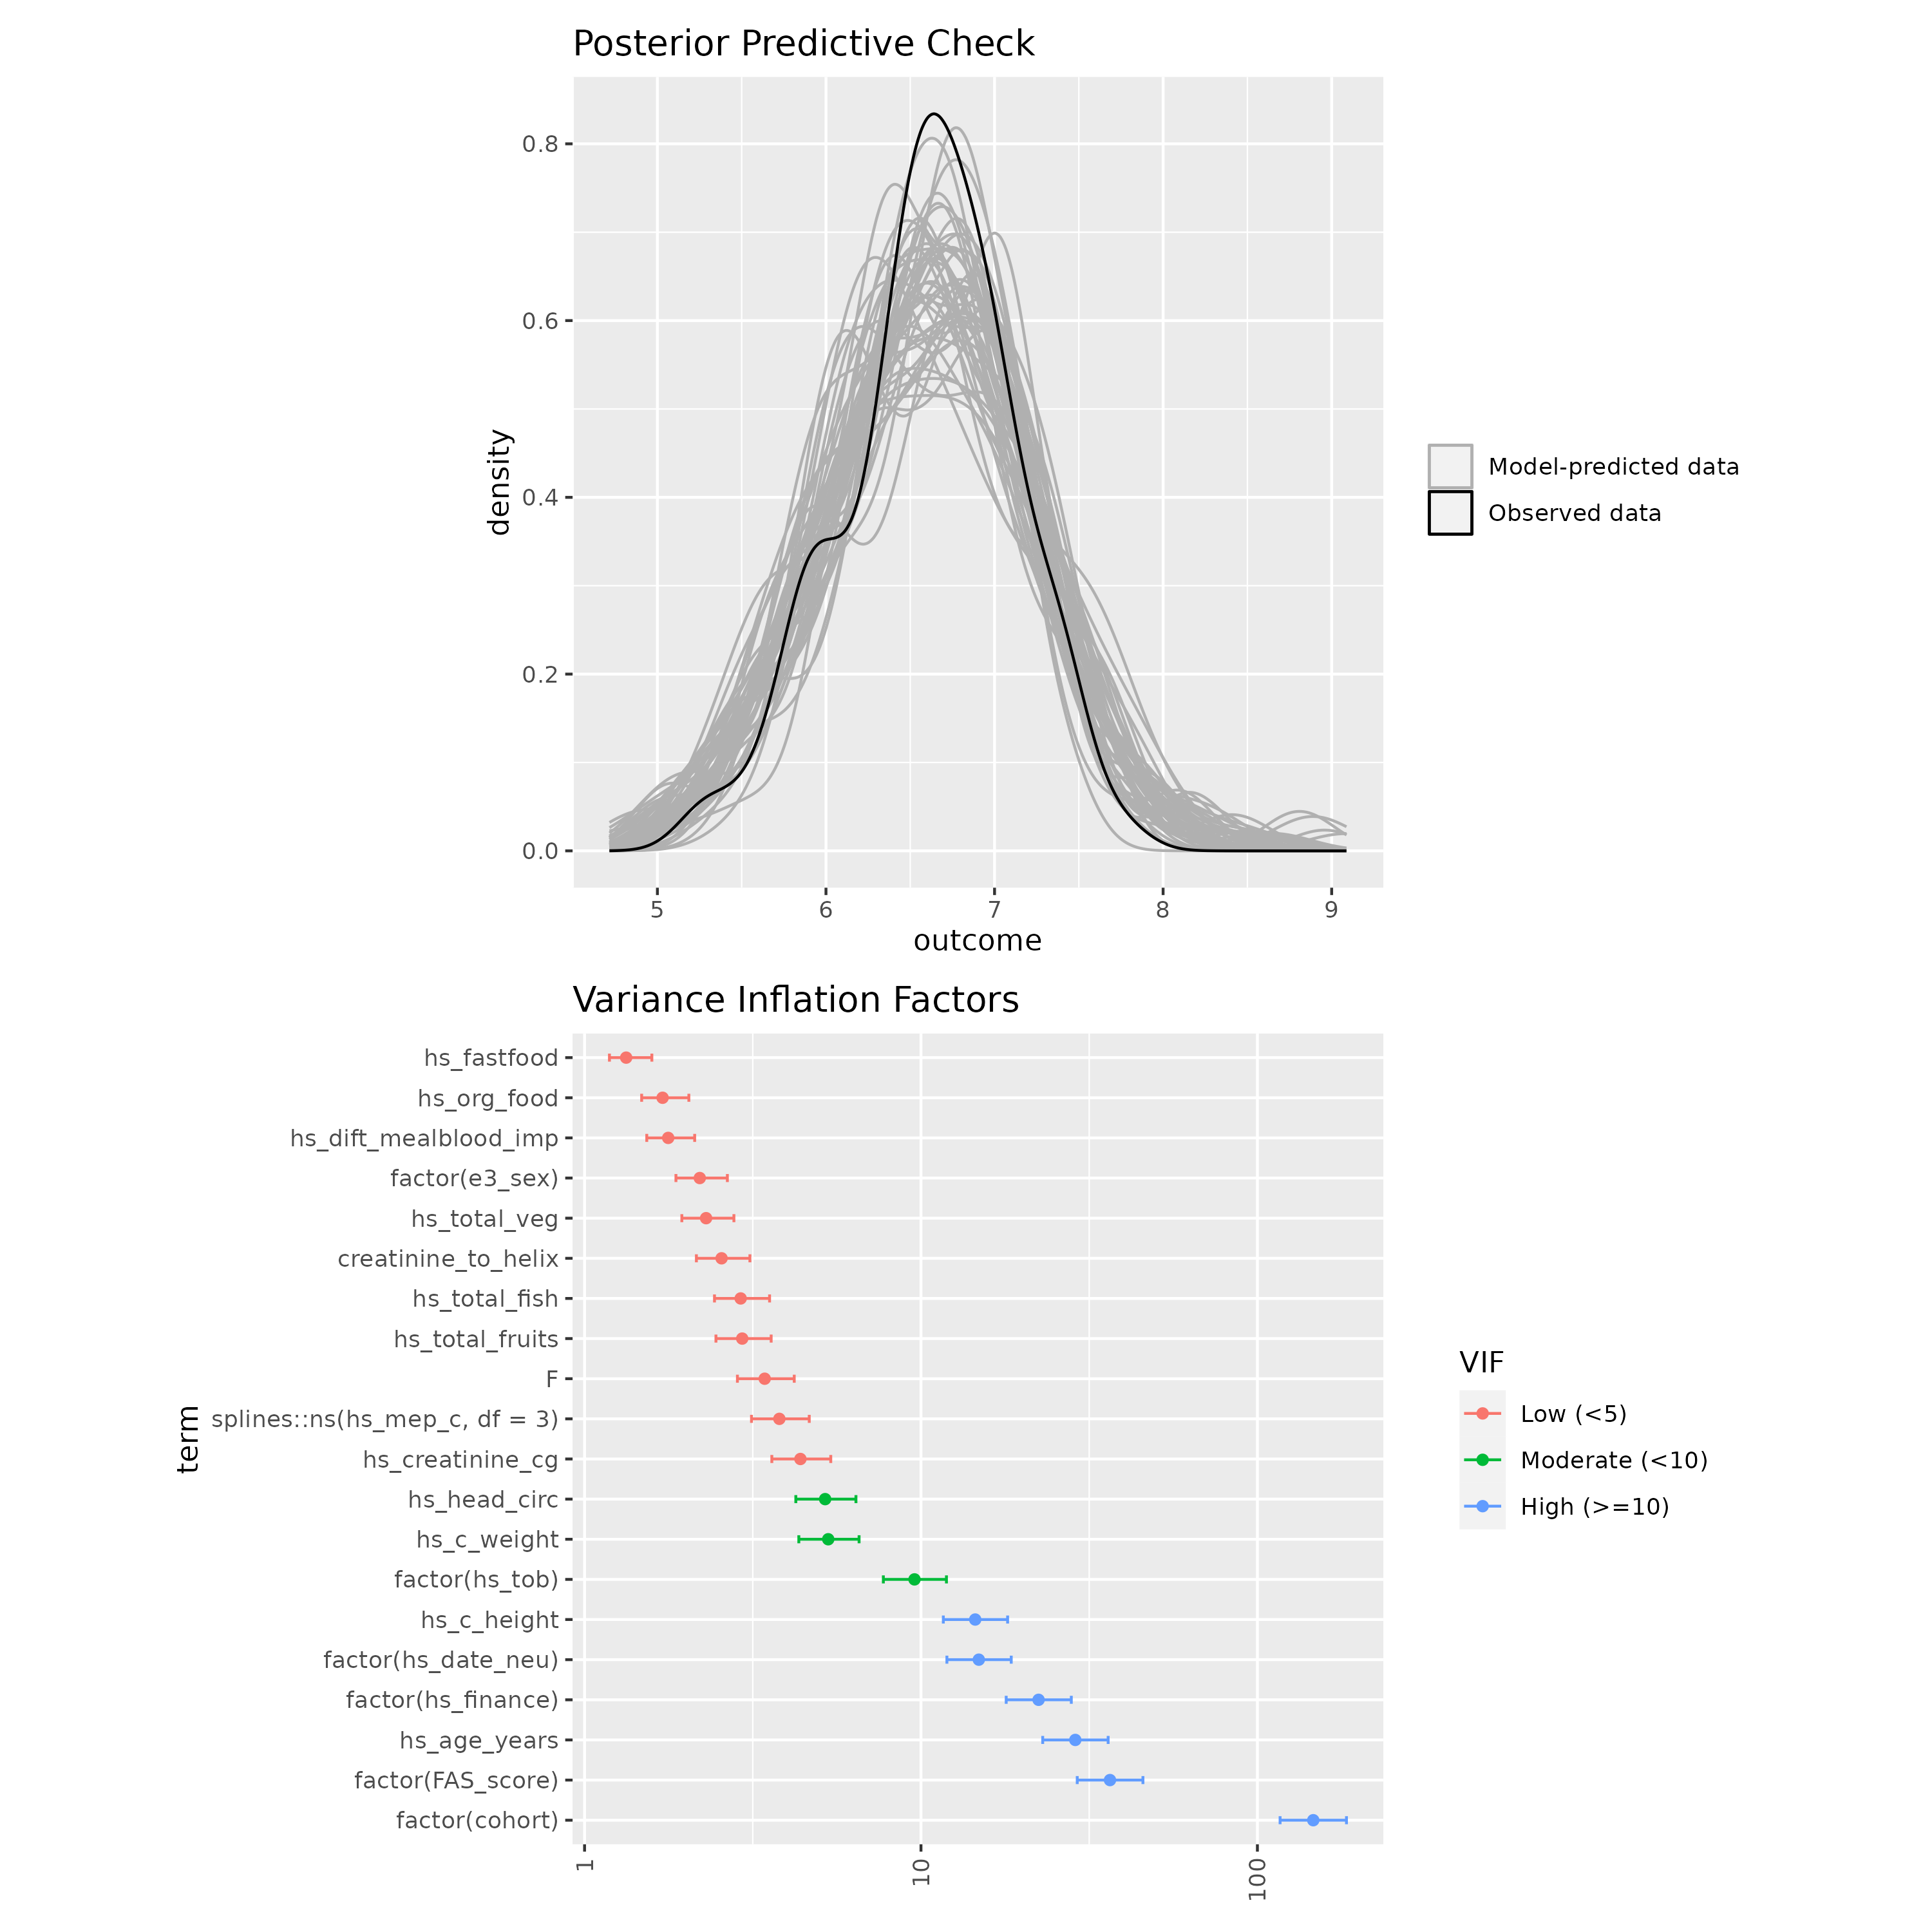 Posterior Predictive Check
0.8
0.6
0.4
0.2
0.0
density
5 6 7 8 9
outcome
Model-predicted data
Observed data
Variance Inflation Factors
hs_fastfood
hs_org_food
hs_dift_mealblood_imp
factor(e3_sex)
hs_total_veg
creatinine_to_helix
hs_total_fish
hs_total_fruits
F
splines::ns(hs_mep_c, df = 3)
hs_creatinine_cg
hs_head_circ
hs_c_weight
factor(hs_tob)
hs_c_height
factor(hs_date_neu)
factor(hs_finance)
hs_age_years
factor(FAS_score)
factor(cohort)
term
1 10 100
VIF
Low (<5)
Moderate (<10)
High (>=10)